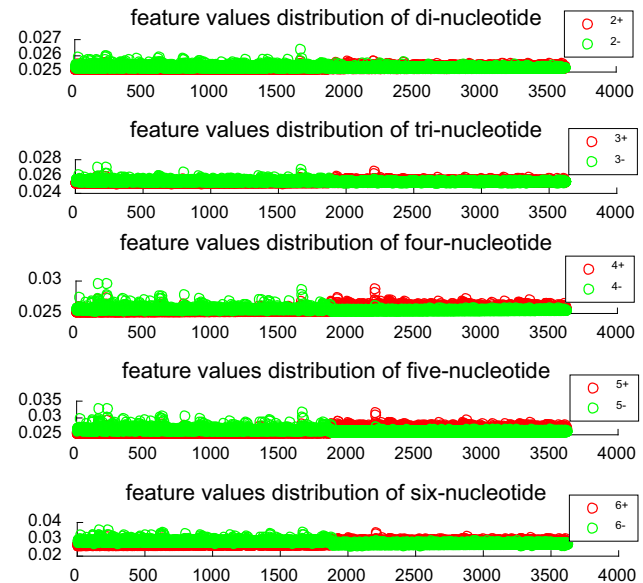 feature values distribution of di-nucleotide
0.027
0.026
0.025
2+
2-
0 500 1000 1500 2000 2500 3000 3500 4000
feature values distribution of tri-nucleotide
0.028
0.026
0.024
3+
3-
0 500 1000 1500 2000 2500 3000 3500 4000
feature values distribution of four-nucleotide
0.03
0.025
4+
4-
0 500 1000 1500 2000 2500 3000 3500 4000
feature values distribution of five-nucleotide
0.035
0.03
0.025
5+
5-
0 500 1000 1500 2000 2500 3000 3500 4000
feature values distribution of six-nucleotide
0.04
0.03
0.02
6+
6-
0 500 1000 1500 2000 2500 3000 3500 4000